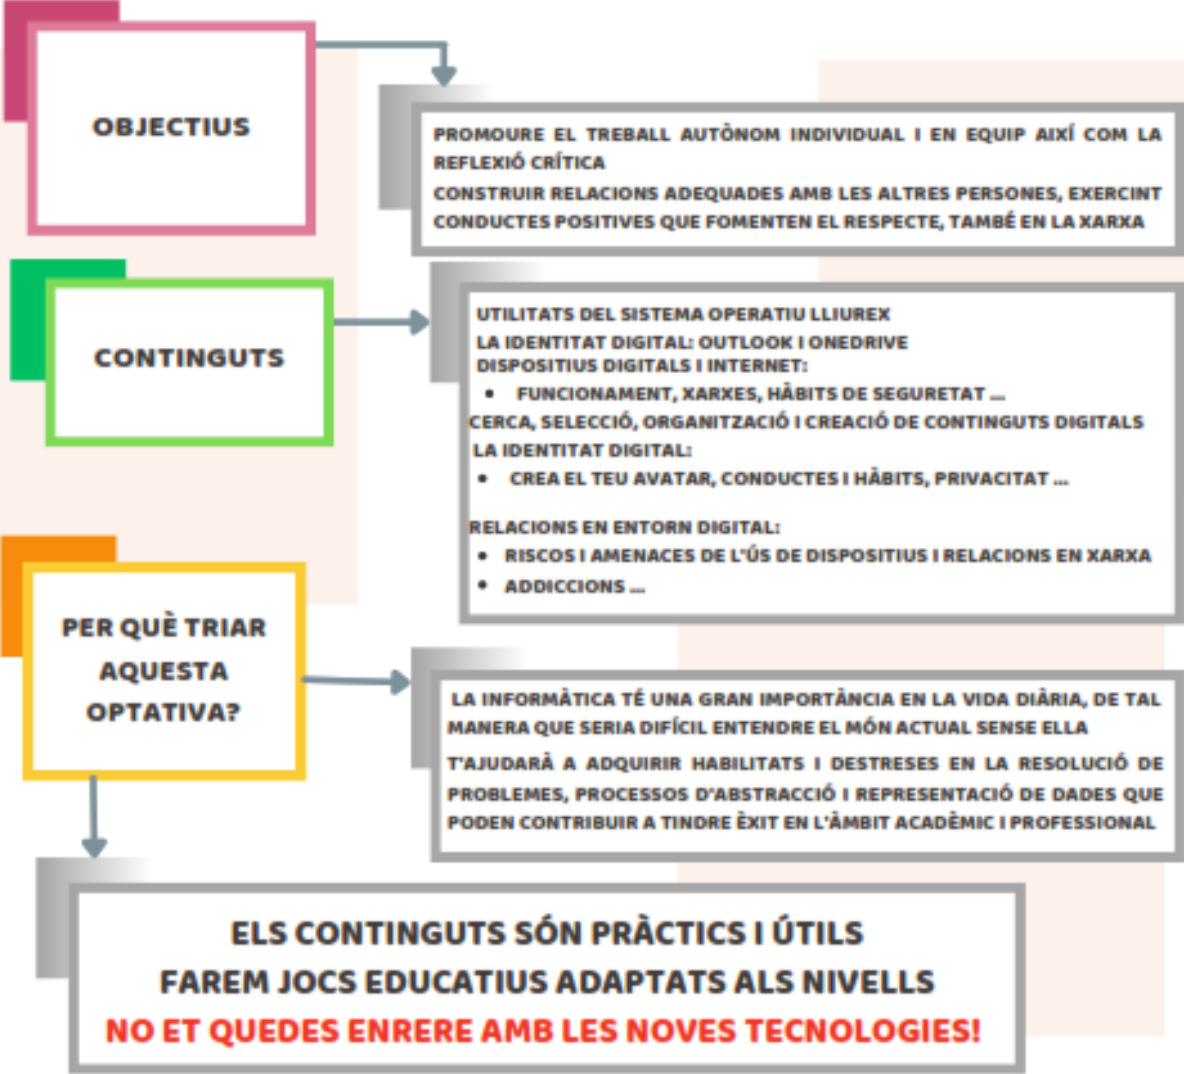 OBJECTIUS
PROMOURE EL TREBALL AUTÒNOM INDIVIDUAL I EN EQUIP AIXÍ COM LA
REFLEXIÓ CRÍTICA
CONSTRUIR RELACIONS ADEQUADES AMB LES ALTRES PERSONES, EXERCINT
CONDUCTES POSITIVES QUE FOMENTEN EL RESPECTE, TAMBÉ EN LA XARXA
CONTINGUTS
UTILITATS DEL SISTEMA OPERATIU LLIUREX
LA IDENTITAT DIGITAL: OUTLOOK I ONEDRIVE
DISPOSITIUS DIGITALS I INTERNET:
• FUNCIONAMENT, XARXES, HÀBITS DE SEGURETAT ...
CERCA, SELECCIÓ, ORGANITZACIÓ I CREACIÓ DE CONTINGUTS DIGITALS
LA IDENTITAT DIGITAL:
• CREA EL TEU AVATAR, CONDUCTES I HÀBITS, PRIVACITAT ...
RELACIONS EN ENTORN DIGITAL:
• RISCOS I AMENACES DE L'ÚS DE DISPOSITIUS I RELACIONS EN XARXA
• ADDICCIONS ...
PER QUÈ TRIAR
AQUESTA
OPTATIVA?
LA INFORMÀTICA TÉ UNA GRAN IMPORTÀNCIA EN LA VIDA DIÀRIA, DE TAL
MANERA QUE SERIA DIFÍCIL ENTENDRE EL MÓN ACTUAL SENSE ELLA
T'AJUDARÀ A ADQUIRIR HABILITATS I DESTRESES EN LA RESOLUCIÓ DE
PROBLEMES, PROCESSOS D'ABSTRACCIÓ I REPRESENTACIÓ DE DADES QUE
PODEN CONTRIBUIR A TINDRE ÈXIT EN L'ÀMBIT ACADÈMIC I PROFESSIONAL
ELS CONTINGUTS SÓN PRÀCTICS I ÚTILS
FAREM JOCS EDUCATIUS ADAPTATS ALS NIVELLS
NO ET QUEDES ENRERE AMB LES NOVES TECNOLOGIES!